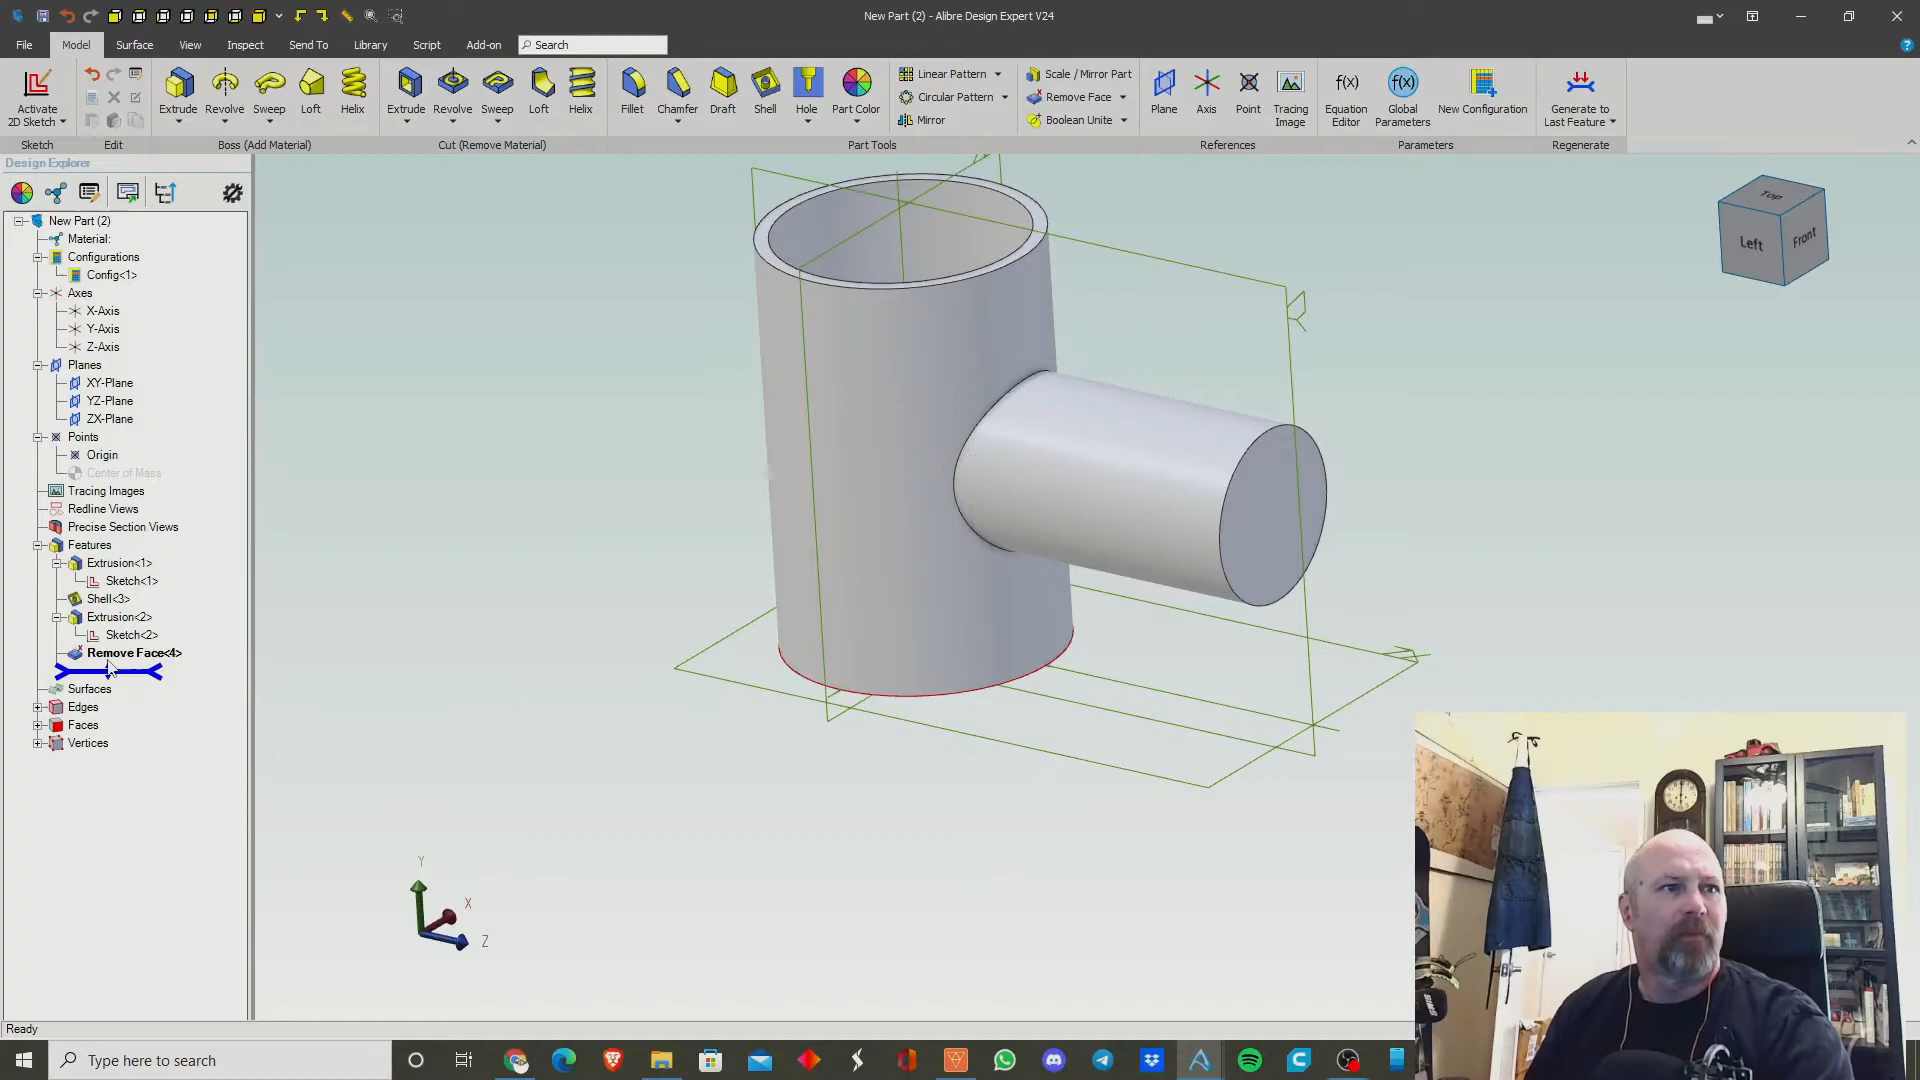 New Part (2) - Alibre Design Expert V24
File Model Surface View Inspect Send To Library Script Add-on Search
Activate 2D Sketch
Extrude Revolve Sweep Loft Helix
Extrude Revolve Sweep Loft Helix
Fillet Chamfer Draft Shell Hole Part Color
Linear Pattern
Circular Pattern
Mirror
Scale / Mirror Part
Remove Face
Boolean Unite
Plane Axis Point Tracing Image
Equation Editor
Global Parameters
New Configuration
Generate to Last Feature
Sketch Edit Boss (Add Material) Cut (Remove Material) Part Tools References Parameters Regenerate
Design Explorer
New Part (2)
Material:
Configurations
Config<1>
Axes
X-Axis
Y-Axis
Z-Axis
Planes
XY-Plane
YZ-Plane
ZX-Plane
Points
Origin
Center of Mass
Tracing Images
Redline Views
Precise Section Views
Features
Extrusion<1>
Sketch<1>
Shell<3>
Extrusion<2>
Sketch<2>
Remove Face<4>
Surfaces
Edges
Faces
Vertices
Top
Left
Front
Y
X
Z
Ready
Type here to search